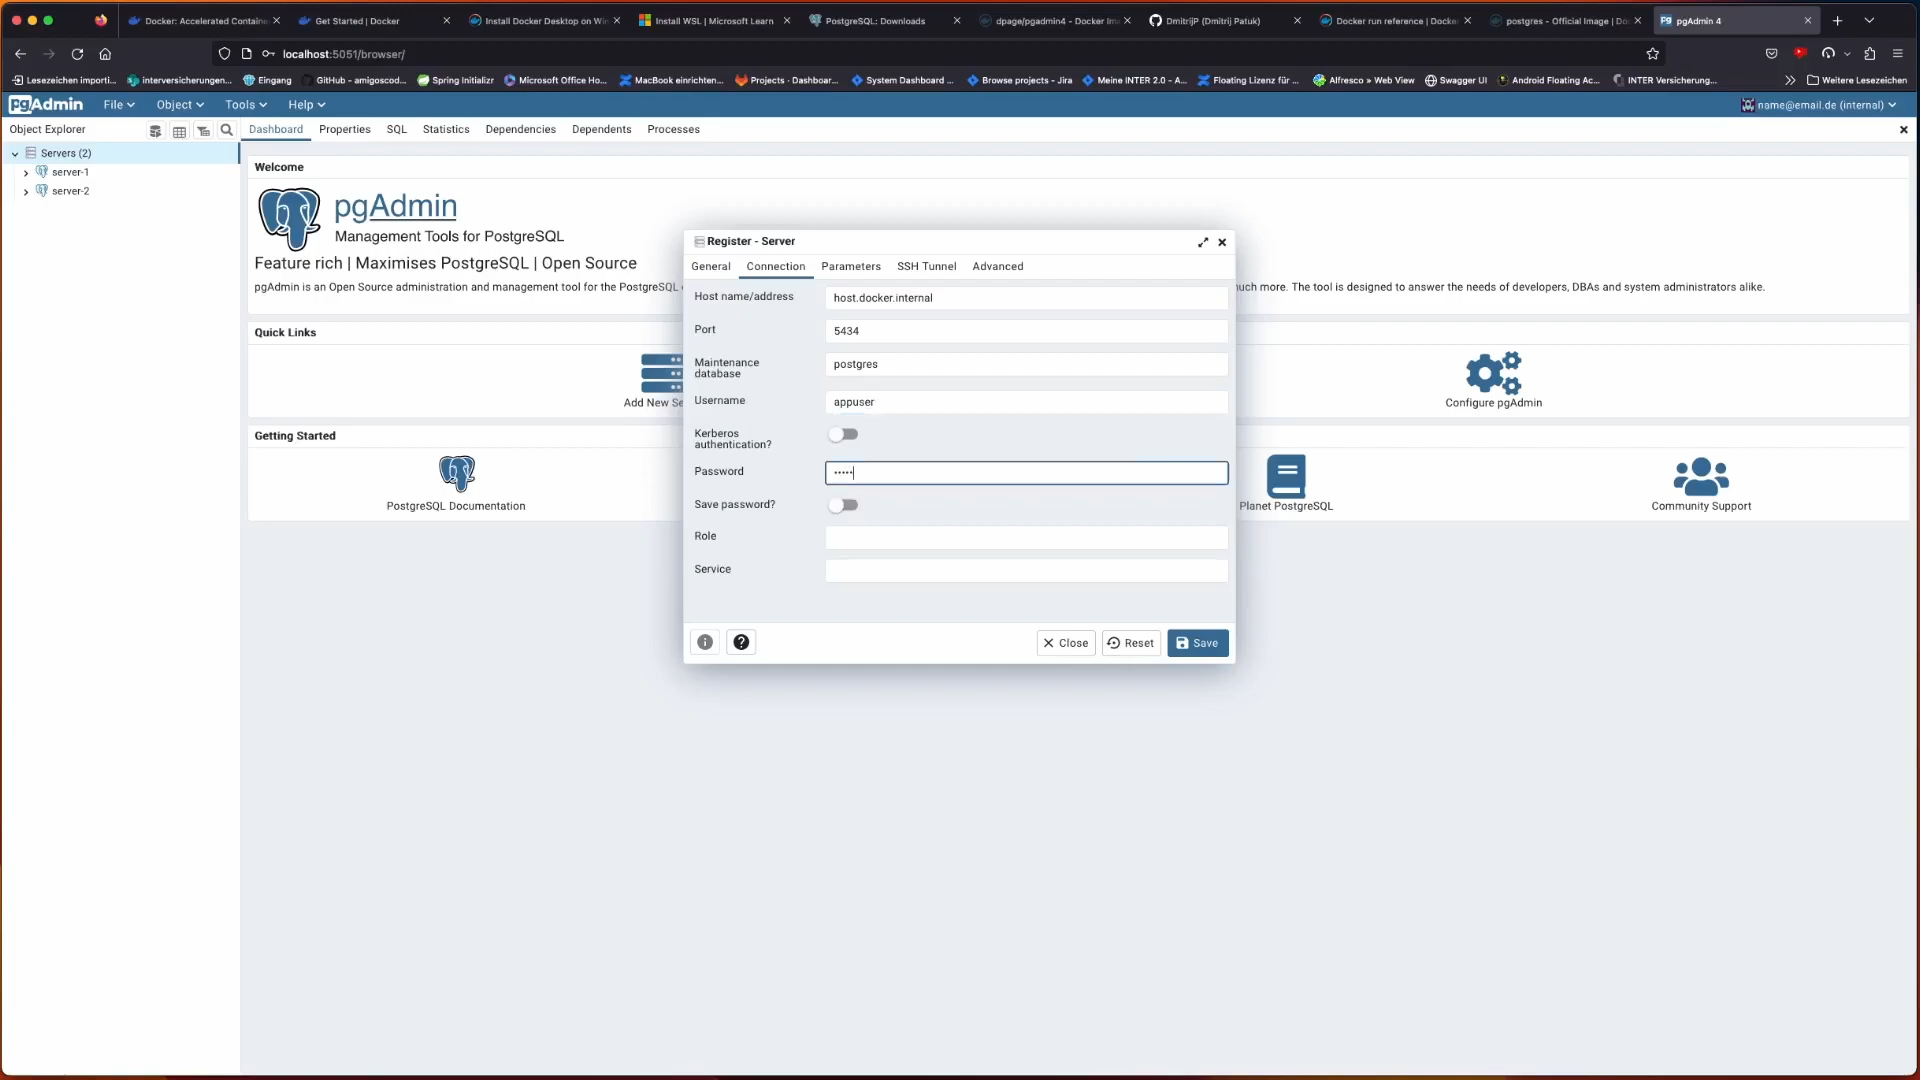 Docker: Accelerated Containe
Get Started | Docker
Install Docker Desktop on Win
Install WSL | Microsoft Learn
PostgreSQL: Downloads
dpage/pgadmin4 - Docker Im
DmitrijP (Dmitrij Patuk)
Docker run reference | Docke
postgres - Official Image | Do
pgAdmin 4
localhost:5051/browser/
Lesezeichen importi...
interversicherungen...
Eingang
GitHub - amigoscod...
Spring Initializr
Microsoft Office Ho...
MacBook einrichten...
Projects · Dashboar...
System Dashboard ...
Browse projects - Jira
Meine INTER 2.0 - A...
Floating Lizenz für ...
Alfresco » Web View
Swagger UI
Android Floating Ac...
INTER Versicherung...
Weitere Lesezeichen
pgAdmin
File
Object
Tools
Help
name@email.de (internal)
Object Explorer
Dashboard
Properties
SQL
Statistics
Dependencies
Dependents
Processes
Servers (2)
server-1
server-2
Welcome
pgAdmin
Management Tools for PostgreSQL
Feature rich | Maximises PostgreSQL | Open Source
pgAdmin is an Open Source administration and management tool for the PostgreSQL
much more. The tool is designed to answer the needs of developers, DBAs and system administrators alike.
Quick Links
Add New Se
Configure pgAdmin
Getting Started
PostgreSQL Documentation
Planet PostgreSQL
Community Support
Register - Server
General
Connection
Parameters
SSH Tunnel
Advanced
Host name/address
host.docker.internal
Port
5434
Maintenance
database
postgres
Username
appuser
Kerberos
authentication?
Password
•••••
Save password?
Role
Service
Close
Reset
Save